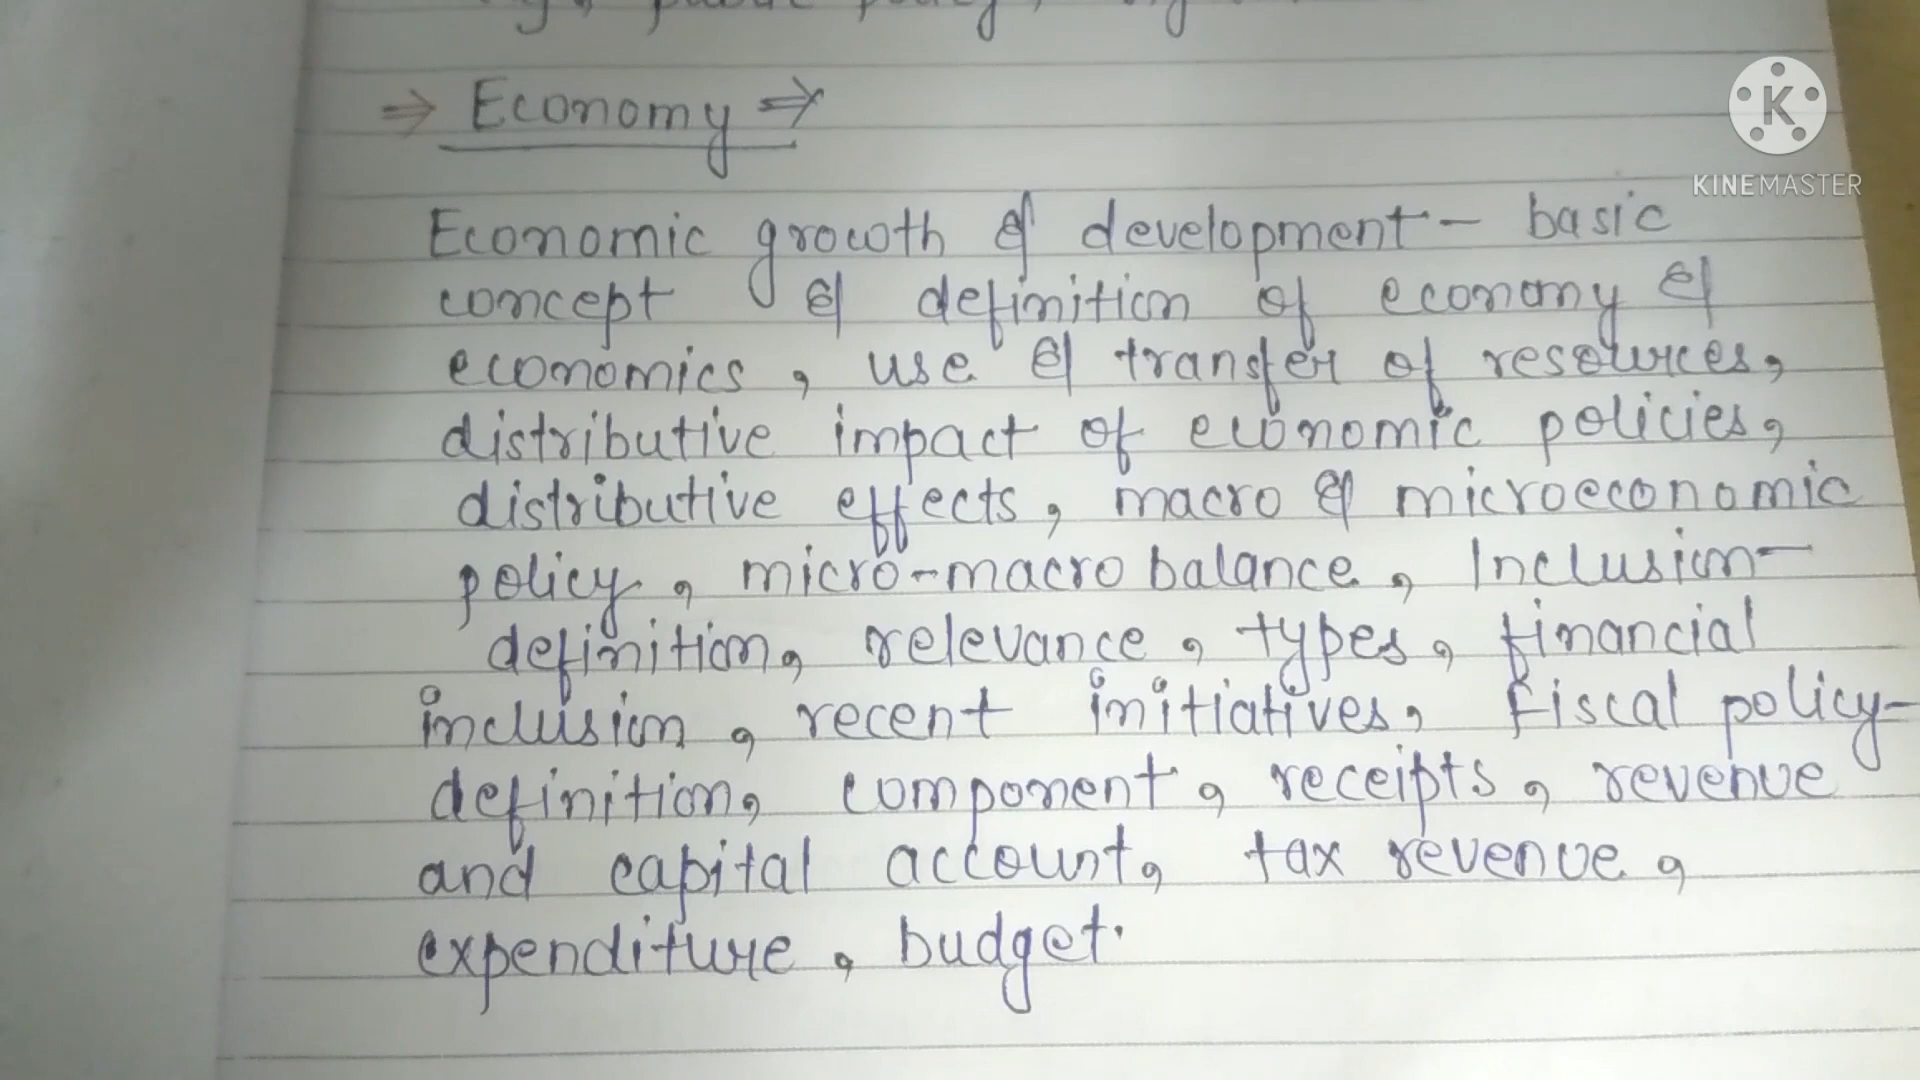 public policy,
⇒ Economy ⇒
Economic growth & development - basic
concept & definition of economy &
economics, use & transfer of resources,
distributive impact of economic policies,
distributive effects, macro & microeconomic
policy, micro-macro balance, Inclusion-
definition, relevance, types, financial
inclusion, recent initiatives, Fiscal policy-
definition, component, receipts, revenue
and capital account, tax revenue,
expenditure, budget.
K
KINEMASTER